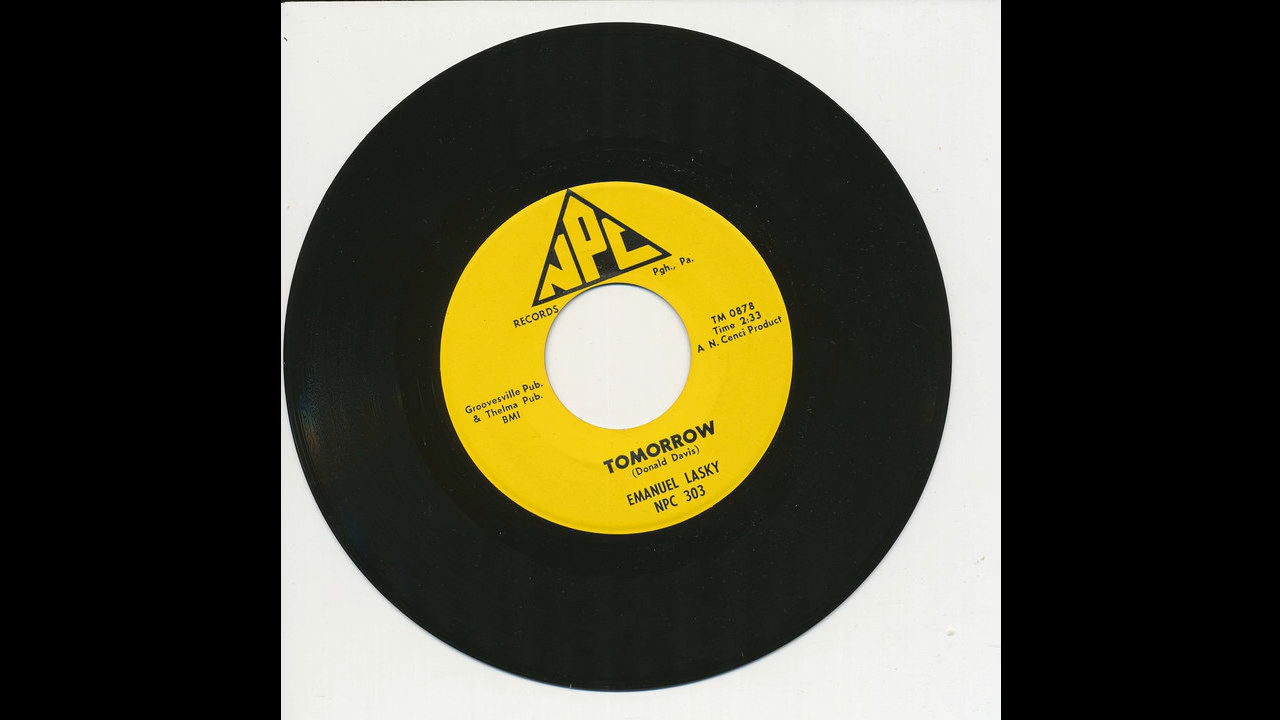 NPC
RECORDS
Pgh., Pa.
TM 0878
Time 2:33
A N. Cenci Product
Groovesville Pub.
& Thelma Pub.
BMI
TOMORROW
(Donald Davis)
EMANUEL LASKY
NPC 303